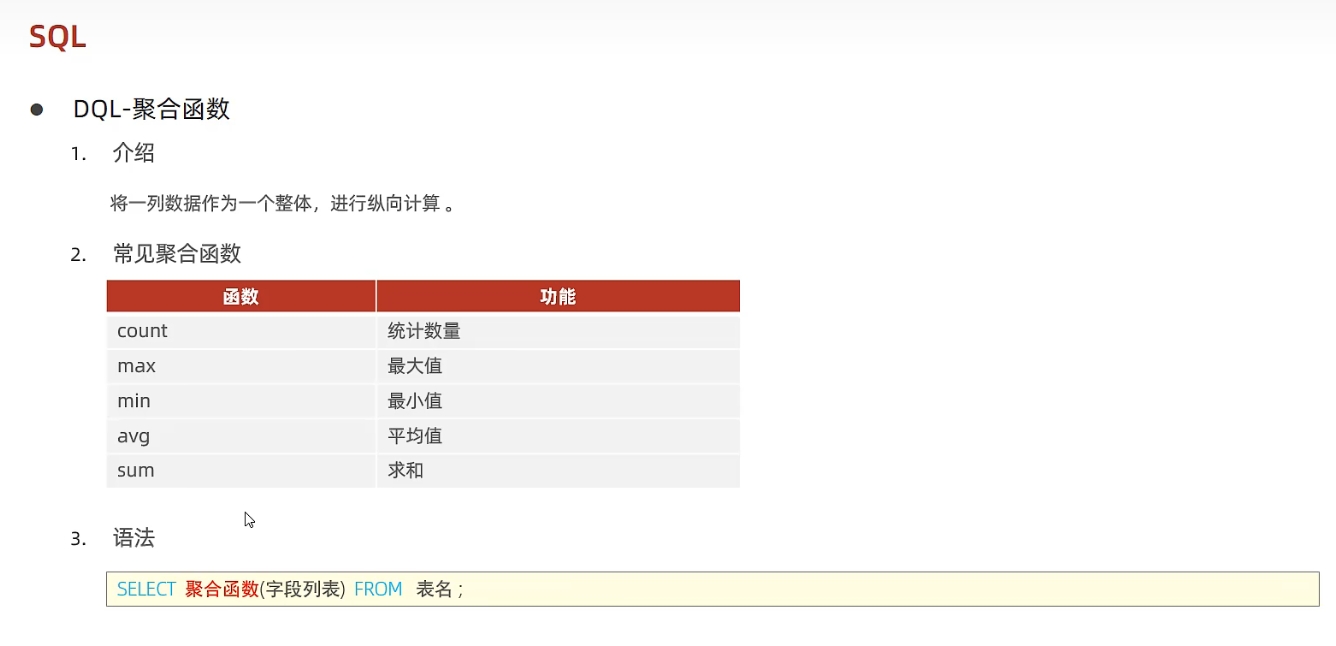 SQL
● DQL-聚合函数
1. 介绍
将一列数据作为一个整体，进行纵向计算 。
2. 常见聚合函数
函数 功能
count 统计数量
max 最大值
min 最小值
avg 平均值
sum 求和
3. 语法
SELECT 聚合函数(字段列表) FROM 表名 ;